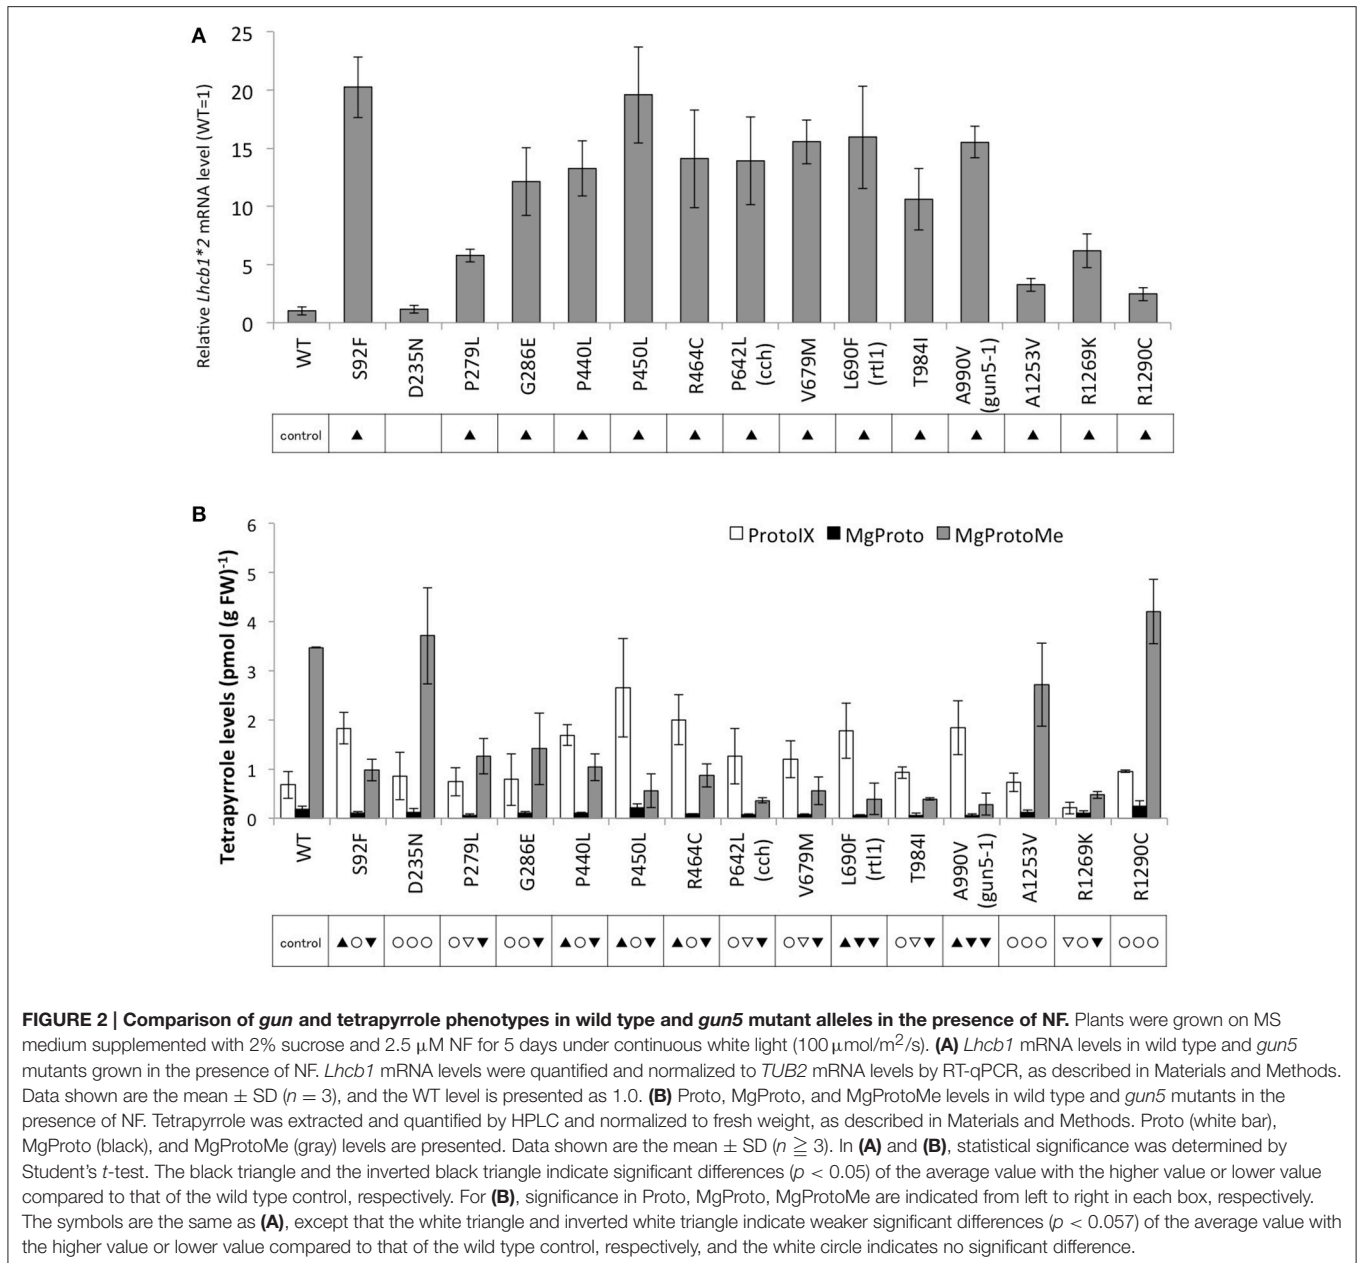 A
25
20
15
10
5
0
Relative Lhcb1*2 mRNA level (WT=1)
WT
S92F
D235N
P279L
G286E
P440L
P450L
R464C
P642L
(cch)
V679M
L690F
(rtl1)
T984I
A990V
(gun5-1)
A1253V
R1269K
R1290C
control ▲ ▲ ▲ ▲ ▲ ▲ ▲ ▲ ▲ ▲ ▲ ▲ ▲ ▲
B
6
5
4
3
2
1
0
Tetrapyrrole levels (pmol (g FW)-1)
ProtoIX MgProto MgProtoMe
WT
S92F
D235N
P279L
G286E
P440L
P450L
R464C
P642L
(cch)
V679M
L690F
(rtl1)
T984I
A990V
(gun5-1)
A1253V
R1269K
R1290C
control ▲○▼ ○○○ ○▽▼ ○○▼ ▲○▼ ▲○▼ ▲○▼ ○▽▼ ○▽▼ ▲▼▼ ○▽▼ ▲▼▼ ○○○ ▽○▼ ○○○
FIGURE 2 | Comparison of gun and tetrapyrrole phenotypes in wild type and gun5 mutant alleles in the presence of NF. Plants were grown on MS
medium supplemented with 2% sucrose and 2.5 μM NF for 5 days under continuous white light (100 μmol/m2/s). (A) Lhcb1 mRNA levels in wild type and gun5
mutants grown in the presence of NF. Lhcb1 mRNA levels were quantified and normalized to TUB2 mRNA levels by RT-qPCR, as described in Materials and Methods.
Data shown are the mean ± SD (n = 3), and the WT level is presented as 1.0. (B) Proto, MgProto, and MgProtoMe levels in wild type and gun5 mutants in the
presence of NF. Tetrapyrrole was extracted and quantified by HPLC and normalized to fresh weight, as described in Materials and Methods. Proto (white bar),
MgProto (black), and MgProtoMe (gray) levels are presented. Data shown are the mean ± SD (n ≧ 3). In (A) and (B), statistical significance was determined by
Student's t-test. The black triangle and the inverted black triangle indicate significant differences (p < 0.05) of the average value with the higher value or lower value
compared to that of the wild type control, respectively. For (B), significance in Proto, MgProto, MgProtoMe are indicated from left to right in each box, respectively.
The symbols are the same as (A), except that the white triangle and inverted white triangle indicate weaker significant differences (p < 0.057) of the average value with
the higher value or lower value compared to that of the wild type control, respectively, and the white circle indicates no significant difference.